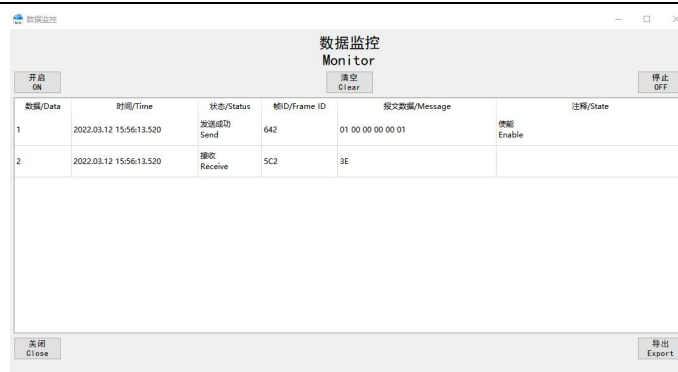 数据监控
数据监控
Monitor
开启
ON
清空
Clear
停止
OFF
数据/Data 时间/Time 状态/Status 帧ID/Frame ID 报文数据/Message 注释/State
1 2022.03.12 15:56:13.520 发送成功 Send 642 01 00 00 00 00 01 使能 Enable
2 2022.03.12 15:56:13.520 接收 Receive 5C2 3E
关闭
Close
导出
Export